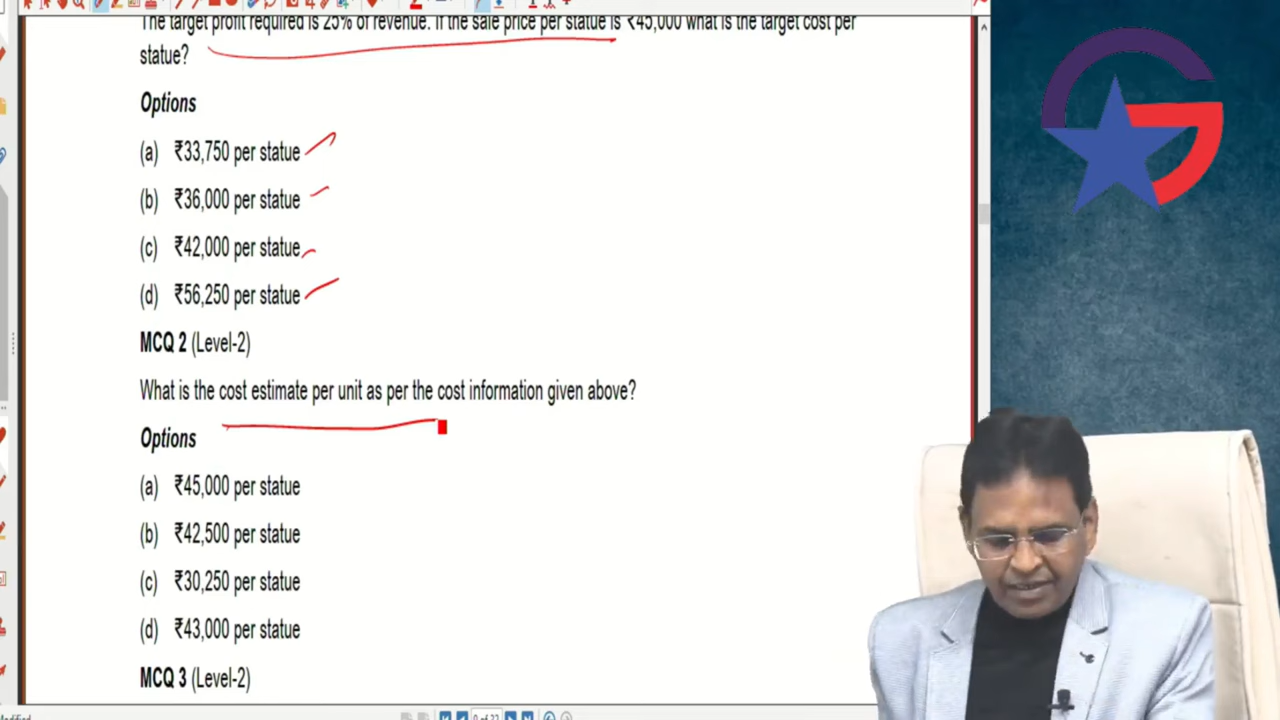 The target profit required is 25% of revenue. If the sale price per statue is ₹45,000 what is the target cost per
statue?
Options
(a) ₹33,750 per statue
(b) ₹36,000 per statue
(c) ₹42,000 per statue
(d) ₹56,250 per statue
MCQ 2 (Level-2)
What is the cost estimate per unit as per the cost information given above?
Options
(a) ₹45,000 per statue
(b) ₹42,500 per statue
(c) ₹30,250 per statue
(d) ₹43,000 per statue
MCQ 3 (Level-2)